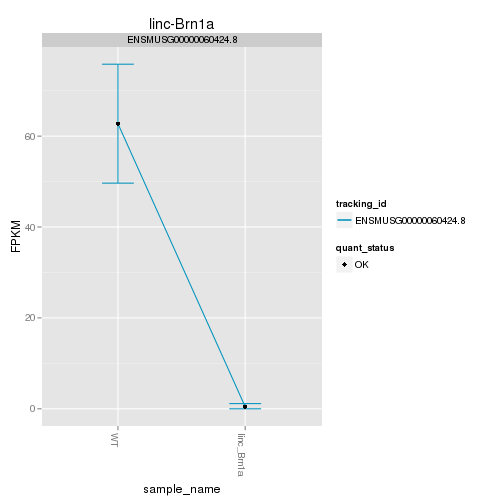 linc-Brn1a
ENSMUSG00000060424.8
60
40
20
0
FPKM
WT
linc_Brn1a
sample_name
tracking_id
ENSMUSG00000060424.8
quant_status
OK